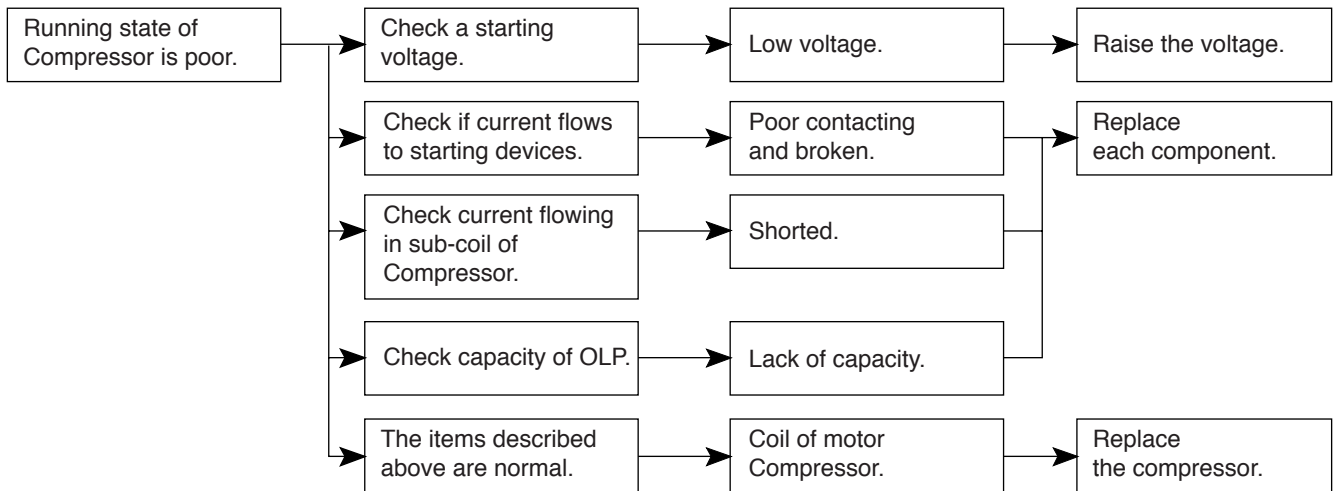 Running state of
Compressor is poor.
Check a starting
voltage.
Low voltage.
Raise the voltage.
Check if current flows
to starting devices.
Poor contacting
and broken.
Replace
each component.
Check current flowing
in sub-coil of
Compressor.
Shorted.
Check capacity of OLP.
Lack of capacity.
The items described
above are normal.
Coil of motor
Compressor.
Replace
the compressor.